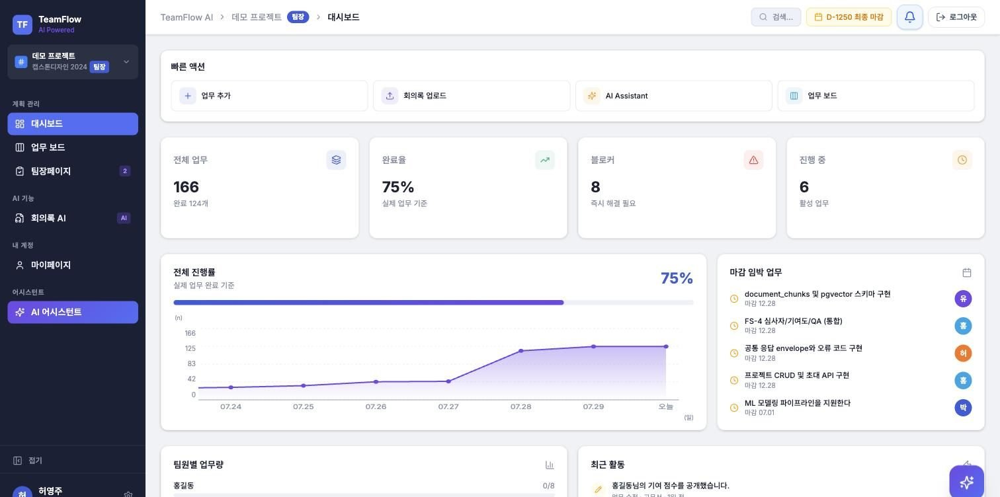 TF
TeamFlow
AI Powered
데모 프로젝트
캡스톤디자인 2024 팀장
계획 관리
대시보드
업무 보드
팀장페이지 2
AI 기능
회의록 AI AI
내 계정
마이페이지
어시스턴트
AI 어시스턴트
접기
허영주
TeamFlow AI > 데모 프로젝트 팀장 > 대시보드
검색...
D-1250 최종 마감
로그아웃
빠른 액션
업무 추가
회의록 업로드
AI Assistant
업무 보드
전체 업무
166
완료 124개
완료율
75%
실제 업무 기준
블로커
8
즉시 해결 필요
진행 중
6
활성 업무
전체 진행률
실제 업무 완료 기준
75%
(n)
166
125
83
42
0
07.24 07.25 07.26 07.27 07.28 07.29 오늘
(일)
마감 임박 업무
document_chunks 및 pgvector 스키마 구현
마감 12.28
유
FS-4 심사자/기여도/QA (통합)
마감 12.28
홍
공통 응답 envelope와 오류 코드 구현
마감 12.28
허
프로젝트 CRUD 및 초대 API 구현
마감 12.28
홍
ML 모델링 파이프라인을 지원한다
마감 07.01
박
팀원별 업무량
홍길동 0/8
최근 활동
홍길동님의 기여 점수를 공개했습니다.